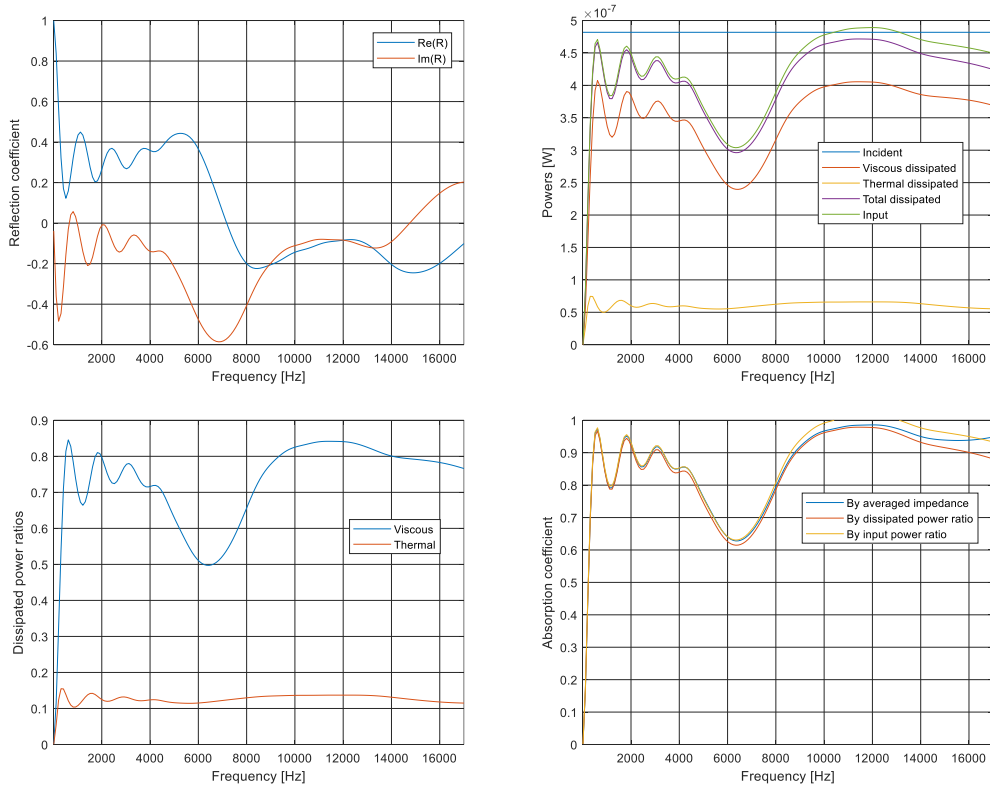 1
0.8
0.6
0.4
0.2
0
-0.2
-0.4
-0.6
Reflection coefficient
Re(R)
Im(R)
2000 4000 6000 8000 10000 12000 14000 16000
Frequency [Hz]
×10^-7
5
4.5
4
3.5
3
2.5
2
1.5
1
0.5
0
Powers [W]
Incident
Viscous dissipated
Thermal dissipated
Total dissipated
Input
2000 4000 6000 8000 10000 12000 14000 16000
Frequency [Hz]
0.9
0.8
0.7
0.6
0.5
0.4
0.3
0.2
0.1
0
Dissipated power ratios
Viscous
Thermal
2000 4000 6000 8000 10000 12000 14000 16000
Frequency [Hz]
1
0.9
0.8
0.7
0.6
0.5
0.4
0.3
0.2
0.1
0
Absorption coefficient
By averaged impedance
By dissipated power ratio
By input power ratio
2000 4000 6000 8000 10000 12000 14000 16000
Frequency [Hz]